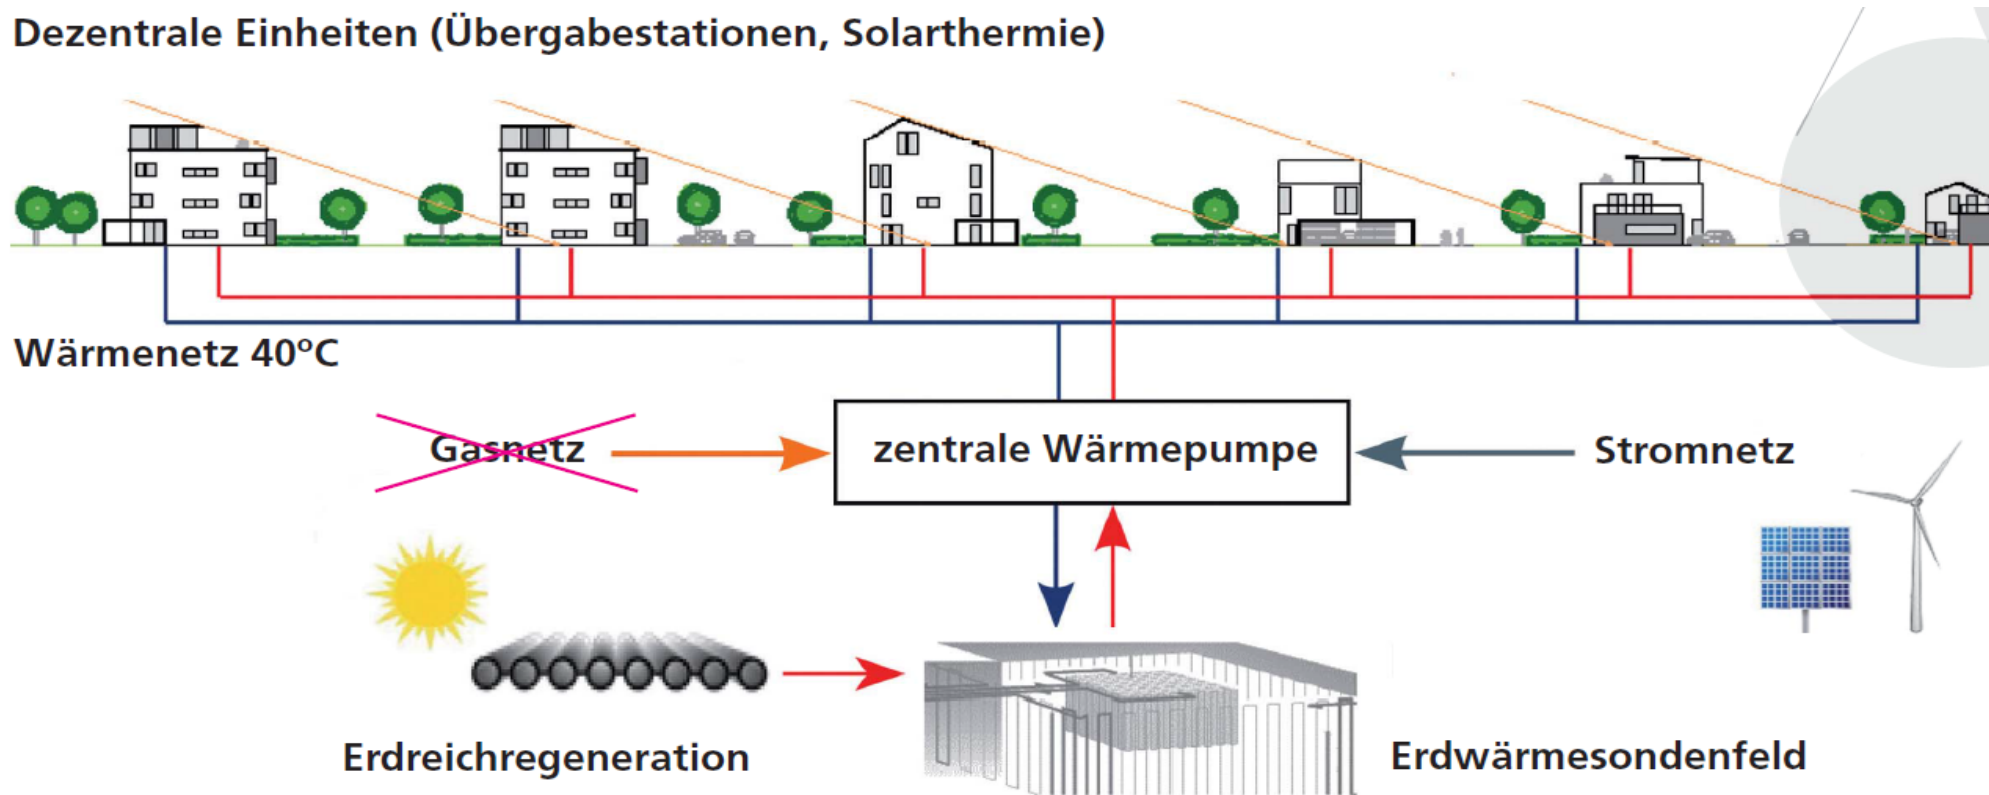 Dezentrale Einheiten (Übergabestationen, Solarthermie)
Wärmenetz 40°C
Gasnetz
zentrale Wärmepumpe
Stromnetz
Erdreichregeneration
Erdwärmesondenfeld